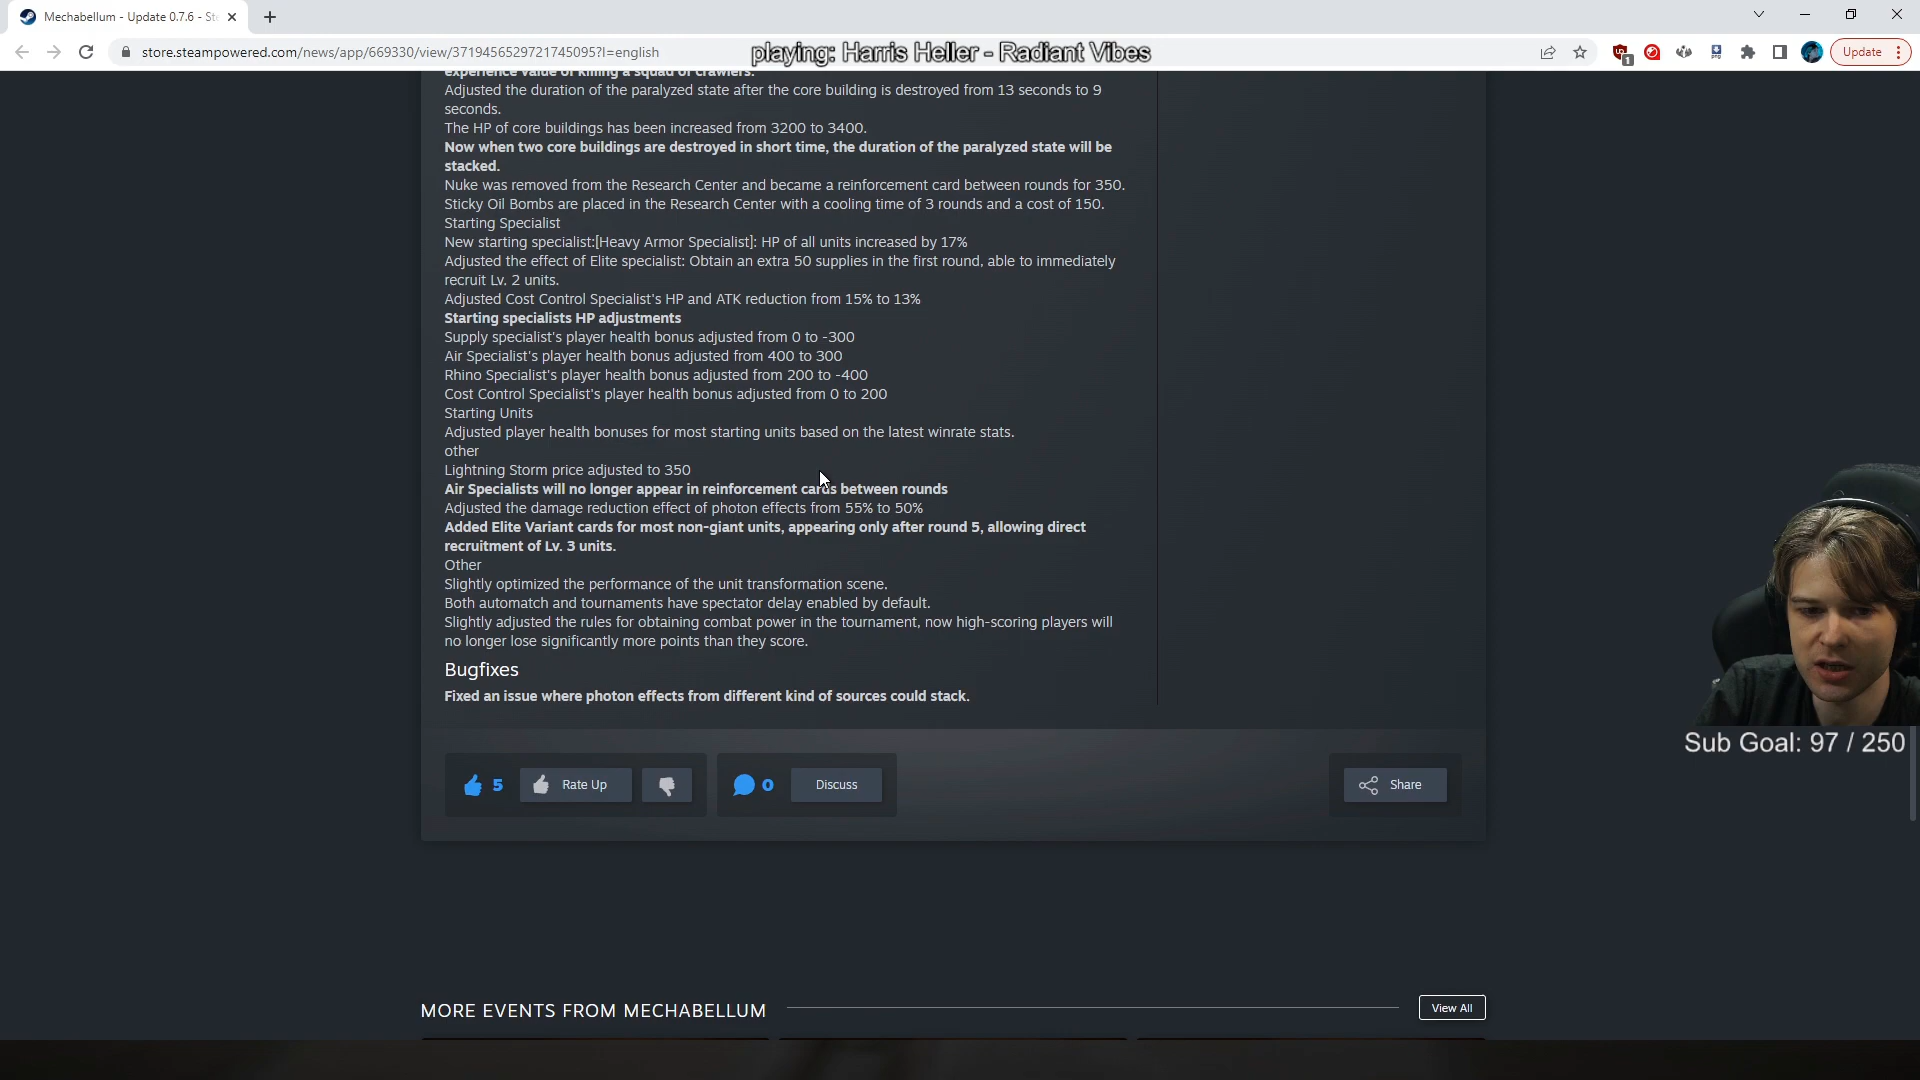 Mechabellum - Update 0.7.6 - St
store.steampowered.com/news/app/669330/view/3719456529721745095?l=english
playing: Harris Heller - Radiant Vibes
1
Update
experience value of killing a squad of crawlers.
Adjusted the duration of the paralyzed state after the core building is destroyed from 13 seconds to 9
seconds.
The HP of core buildings has been increased from 3200 to 3400.
Now when two core buildings are destroyed in short time, the duration of the paralyzed state will be
stacked.
Nuke was removed from the Research Center and became a reinforcement card between rounds for 350.
Sticky Oil Bombs are placed in the Research Center with a cooling time of 3 rounds and a cost of 150.
Starting Specialist
New starting specialist:[Heavy Armor Specialist]: HP of all units increased by 17%
Adjusted the effect of Elite specialist: Obtain an extra 50 supplies in the first round, able to immediately
recruit Lv. 2 units.
Adjusted Cost Control Specialist's HP and ATK reduction from 15% to 13%
Starting specialists HP adjustments
Supply specialist's player health bonus adjusted from 0 to -300
Air Specialist's player health bonus adjusted from 400 to 300
Rhino Specialist's player health bonus adjusted from 200 to -400
Cost Control Specialist's player health bonus adjusted from 0 to 200
Starting Units
Adjusted player health bonuses for most starting units based on the latest winrate stats.
other
Lightning Storm price adjusted to 350
Air Specialists will no longer appear in reinforcement cards between rounds
Adjusted the damage reduction effect of photon effects from 55% to 50%
Added Elite Variant cards for most non-giant units, appearing only after round 5, allowing direct
recruitment of Lv. 3 units.
Other
Slightly optimized the performance of the unit transformation scene.
Both automatch and tournaments have spectator delay enabled by default.
Slightly adjusted the rules for obtaining combat power in the tournament, now high-scoring players will
no longer lose significantly more points than they score.
Bugfixes
Fixed an issue where photon effects from different kind of sources could stack.
Sub Goal: 97 / 250
5 Rate Up 0 Discuss Share
MORE EVENTS FROM MECHABELLUM View All